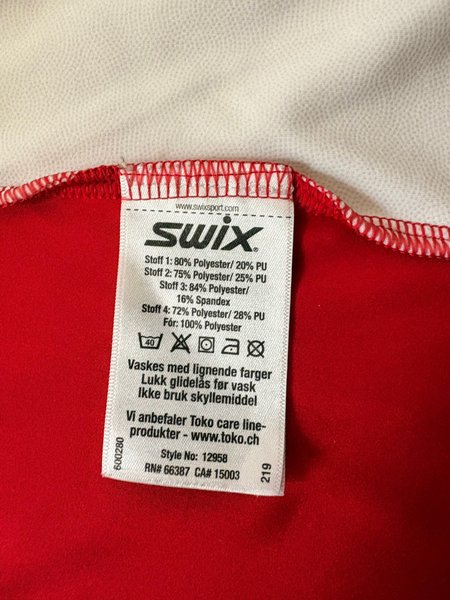 www.swixsport.com
SWIX®
Stoff 1: 80% Polyester/ 20% PU
Stoff 2: 75% Polyester/ 25% PU
Stoff 3: 84% Polyester/
16% Spandex
Stoff 4: 72% Polyester/ 28% PU
Fór: 100% Polyester
40
Vaskes med lignende farger
Lukk glidelås før vask
Ikke bruk skyllemiddel
Vi anbefaler Toko care line-
produkter - www.toko.ch
Style No: 12958
RN# 66387 CA# 15003
600280
219